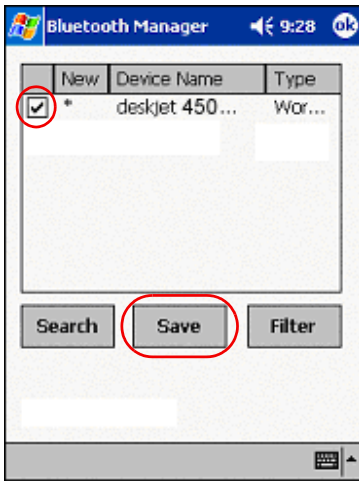 Bluetooth Manager 9:28 ok
New Device Name Type
* deskjet 450... Wor...
Search Save Filter